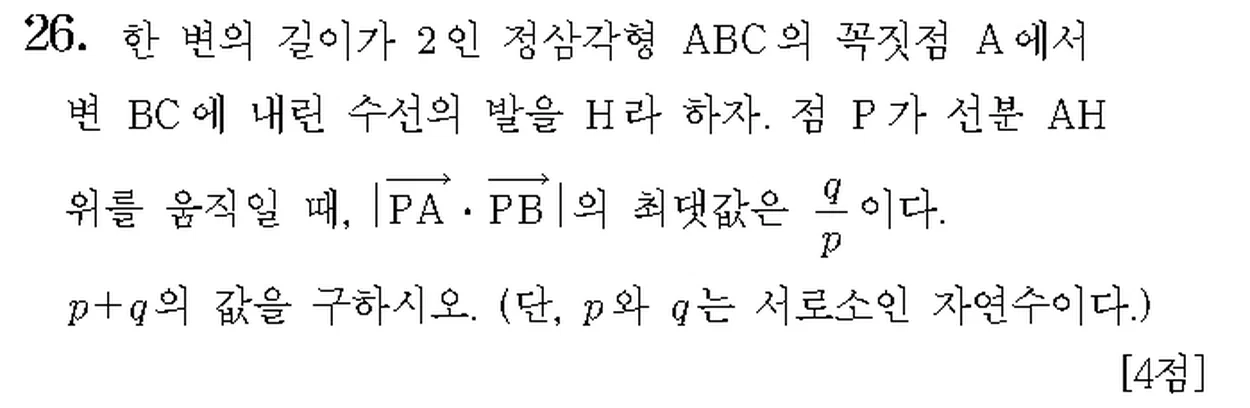 26. 한 변의 길이가 2인 정삼각형 ABC의 꼭짓점 A에서
변 BC에 내린 수선의 발을 H라 하자. 점 P가 선분 AH
위를 움직일 때, |\overrightarrow{PA} · \overrightarrow{PB}|의 최댓값은 \frac{q}{p}이다.
p+q의 값을 구하시오. (단, p와 q는 서로소인 자연수이다.)
[4점]